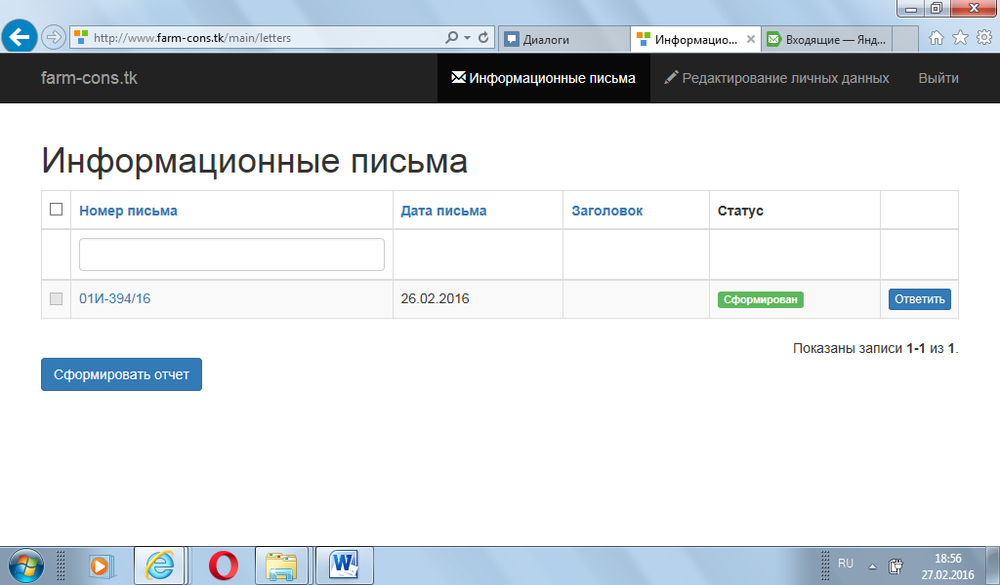 http://www.farm-cons.tk/main/letters
Диалоги
Информацио...
Входящие — Янд...
farm-cons.tk
Информационные письма
Редактирование личных данных
Выйти
Информационные письма
Номер письма Дата письма Заголовок Статус
01И-394/16 26.02.2016 Сформирован Ответить
Показаны записи 1-1 из 1.
Сформировать отчет
RU
18:56
27.02.2016